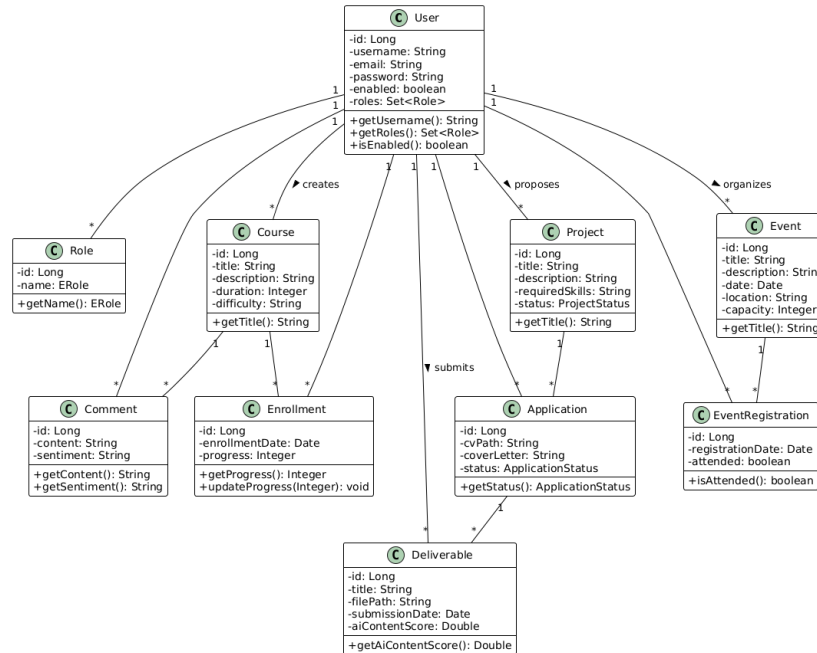 C User
-id: Long
-username: String
-email: String
-password: String
-enabled: boolean
-roles: Set<Role>
+getUsername(): String
+getRoles(): Set<Role>
+isEnabled(): boolean
1
1
1
1
1
1
1
1
1
creates
proposes
organizes
*
*
*
C Role
-id: Long
-name: ERole
+getName(): ERole
*
C Course
-id: Long
-title: String
-description: String
-duration: Integer
-difficulty: String
+getTitle(): String
C Project
-id: Long
-title: String
-description: String
-requiredSkills: String
-status: ProjectStatus
+getTitle(): String
C Event
-id: Long
-title: String
-description: Strin
-date: Date
-location: String
-capacity: Integer
+getTitle(): String
1
1
1
1
submits
*
*
*
*
*
*
*
*
C Comment
-id: Long
-content: String
-sentiment: String
+getContent(): String
+getSentiment(): String
C Enrollment
-id: Long
-enrollmentDate: Date
-progress: Integer
+getProgress(): Integer
+updateProgress(Integer): void
C Application
-id: Long
-cvPath: String
-coverLetter: String
-status: ApplicationStatus
+getStatus(): ApplicationStatus
C EventRegistration
-id: Long
-registrationDate: Date
-attended: boolean
+isAttended(): boolean
1
*
*
C Deliverable
-id: Long
-title: String
-filePath: String
-submissionDate: Date
-aiContentScore: Double
+getAiContentScore(): Double